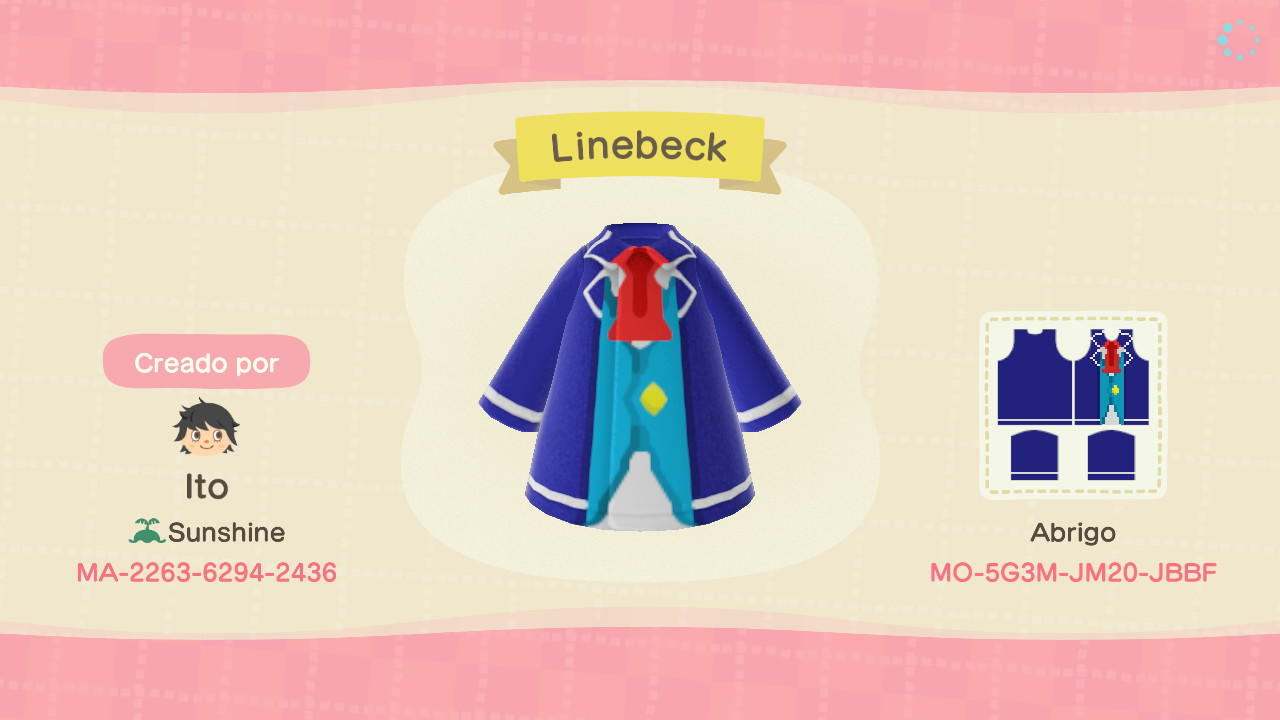 Linebeck
Creado por
Ito
Sunshine
MA-2263-6294-2436
Abrigo
MO-5G3M-JM20-JBBF